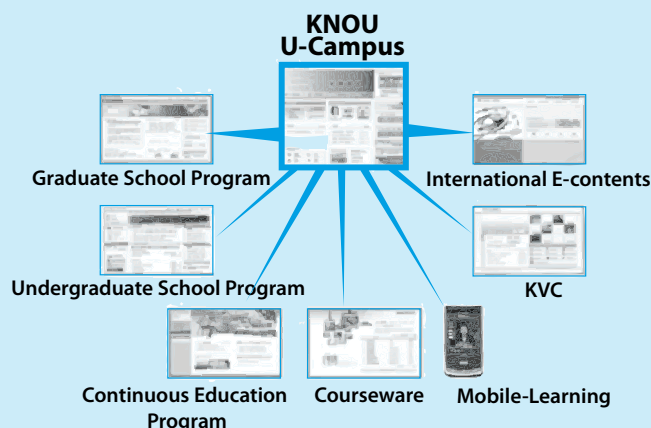 KNOU
U-Campus
Graduate School Program
International E-contents
Undergraduate School Program
KVC
Continuous Education
Program
Courseware
Mobile-Learning